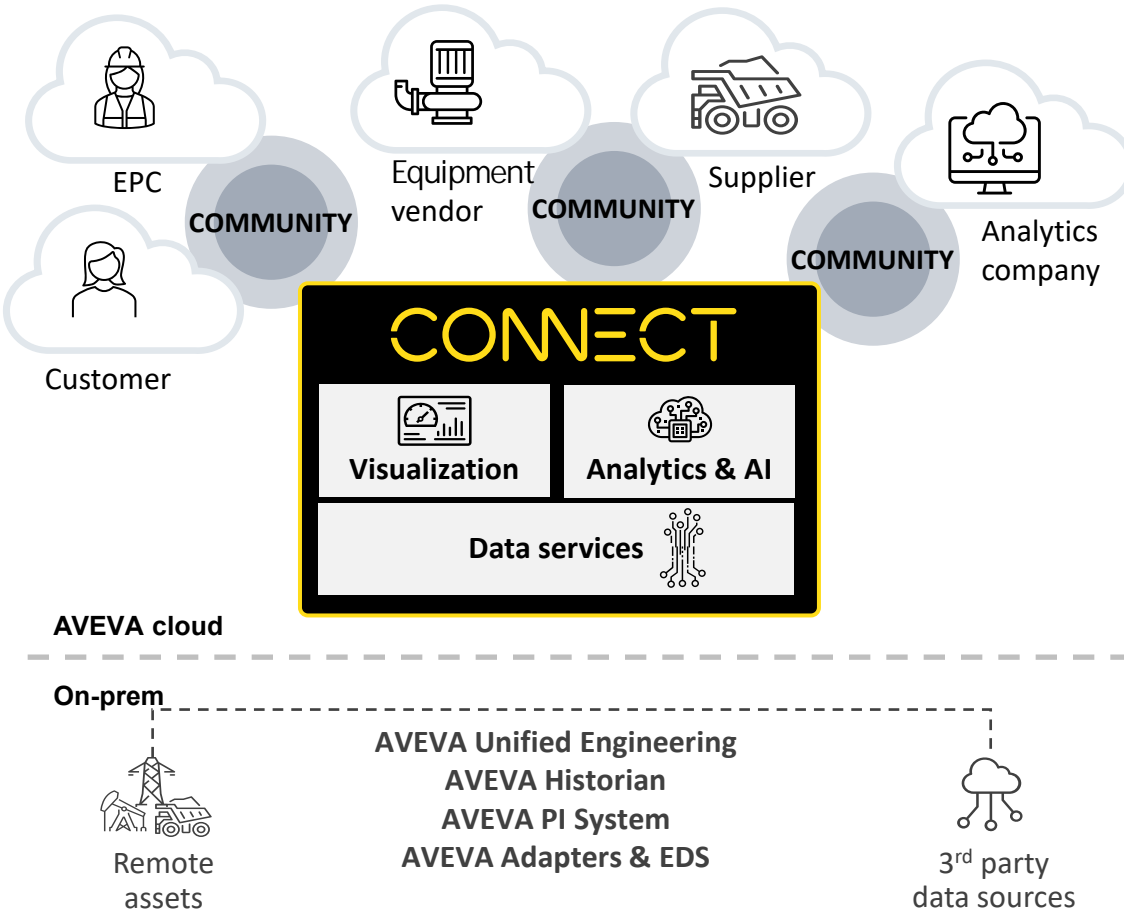 EPC
Equipment
vendor
Supplier
Analytics
company
Customer
COMMUNITY
COMMUNITY
COMMUNITY
CONNECT
Visualization
Analytics & AI
Data services
AVEVA cloud
On-prem
AVEVA Unified Engineering
AVEVA Historian
AVEVA PI System
AVEVA Adapters & EDS
Remote
assets
3rd party
data sources